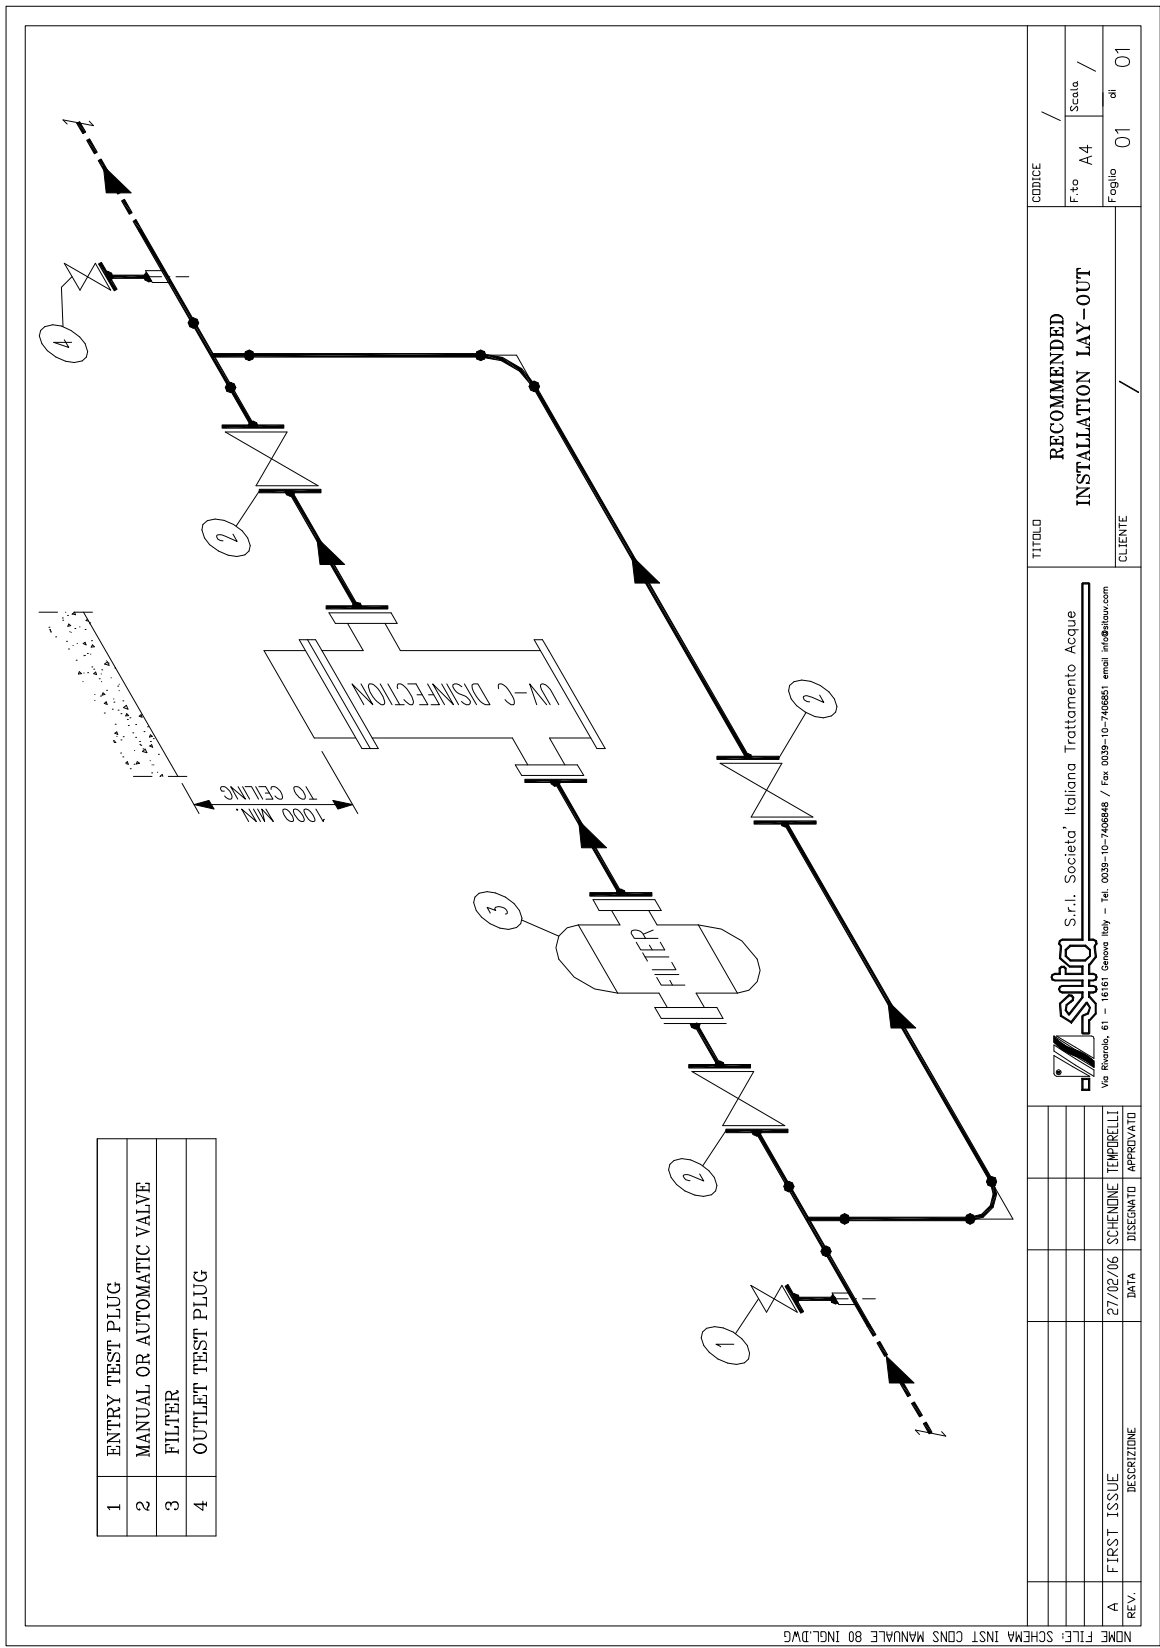 1 ENTRY TEST PLUG
2 MANUAL OR AUTOMATIC VALVE
3 FILTER
4 OUTLET TEST PLUG
1
2
FILTER
3
1000 MIN.
TO CEILING
UV-C DISINFECTION
2
2
4
NOME FILE: SCHEMA INST CONS MANUALE 80 INGL.DWG
A FIRST ISSUE 27/02/06 SCHENONE TEMPORELLI
REV. DESCRIZIONE DATA DISEGNATO APPROVATO
sita S.r.l. Societa' Italiana Trattamento Acque
Via Rivarolo, 61 - 16161 Genova Italy - Tel. 0039-10-7406848 / Fax 0039-10-7406851 email info@sitauv.com
TITOLO
RECOMMENDED
INSTALLATION LAY-OUT
CLIENTE /
CODICE /
F.to A4 Scala /
Foglio 01 di 01